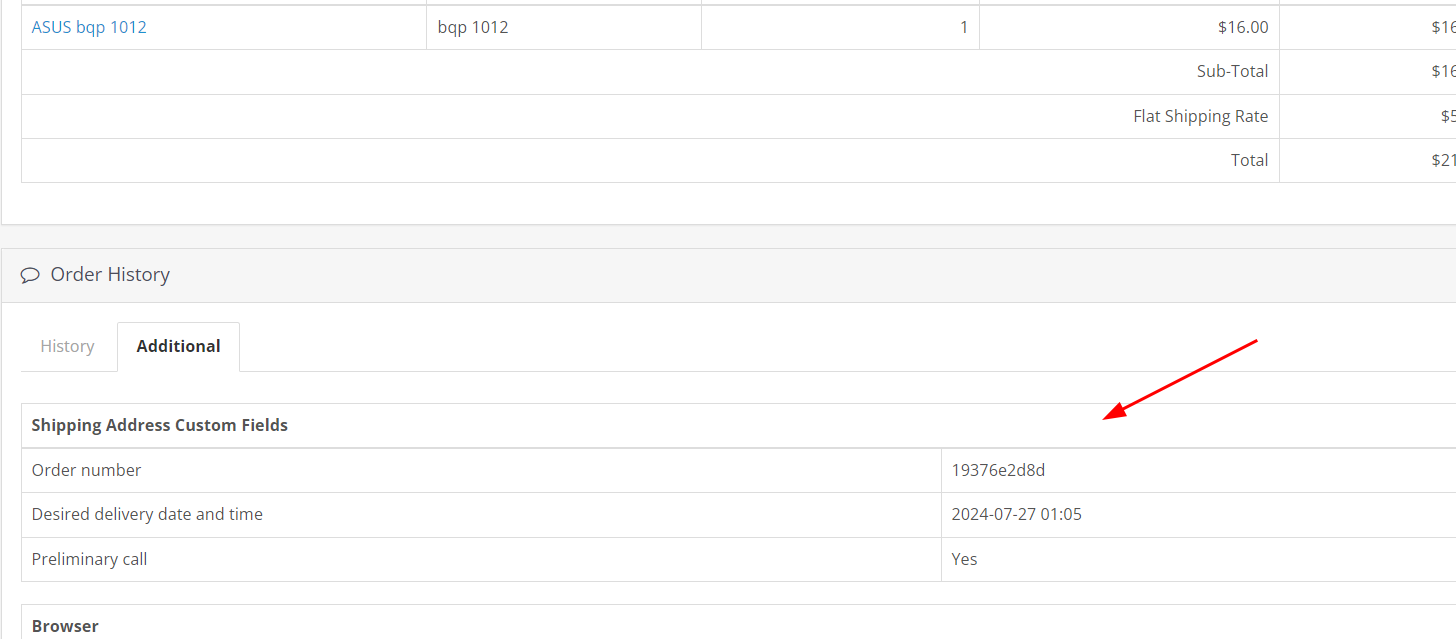 ASUS bqp 1012 bqp 1012 1 $16.00 $16
Sub-Total $16
Flat Shipping Rate $5
Total $21
Order History
History Additional
Shipping Address Custom Fields
Order number 19376e2d8d
Desired delivery date and time 2024-07-27 01:05
Preliminary call Yes
Browser